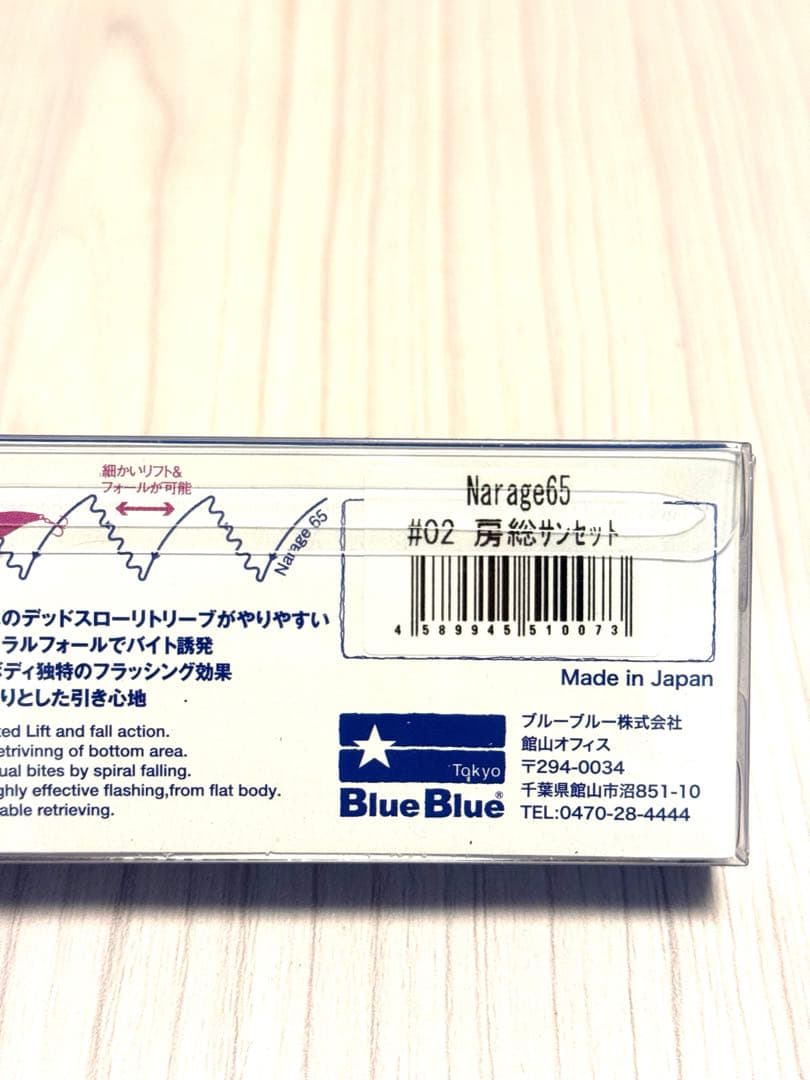 細かいリフト&
フォールが可能
Narage 65
Narage65
#02 房総サンセット
4 589945 510073
のデッドスローリトリーブがやりやすい
ラルフォールでバイト誘発
ボディ独特のフラッシング効果
りとした引き心地
Made in Japan
ted Lift and fall action.
etrivinng of bottom area.
ual bites by spiral falling.
ghly effective flashing,from flat body.
able retrieving.
Tokyo
BlueBlue®
ブルーブルー株式会社
館山オフィス
〒294-0034
千葉県館山市沼851-10
TEL:0470-28-4444